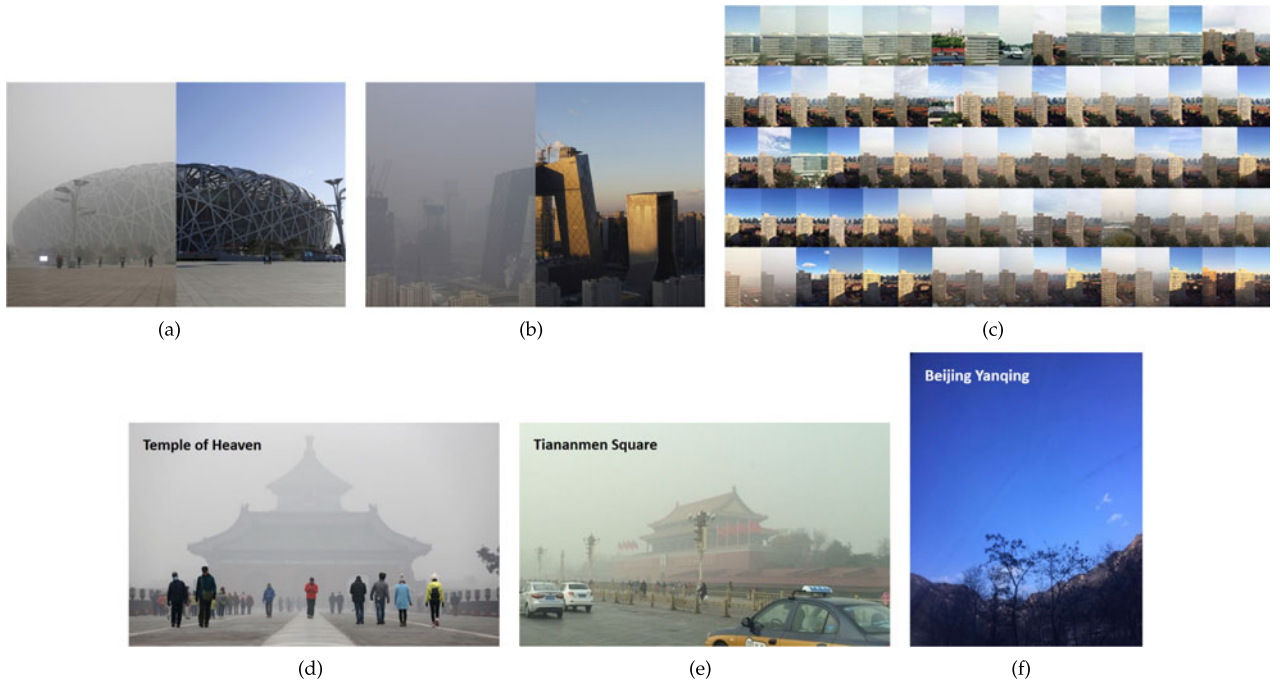 (a)
(b)
(c)
Temple of Heaven
Tiananmen Square
Beijing Yanqing
(d)
(e)
(f)